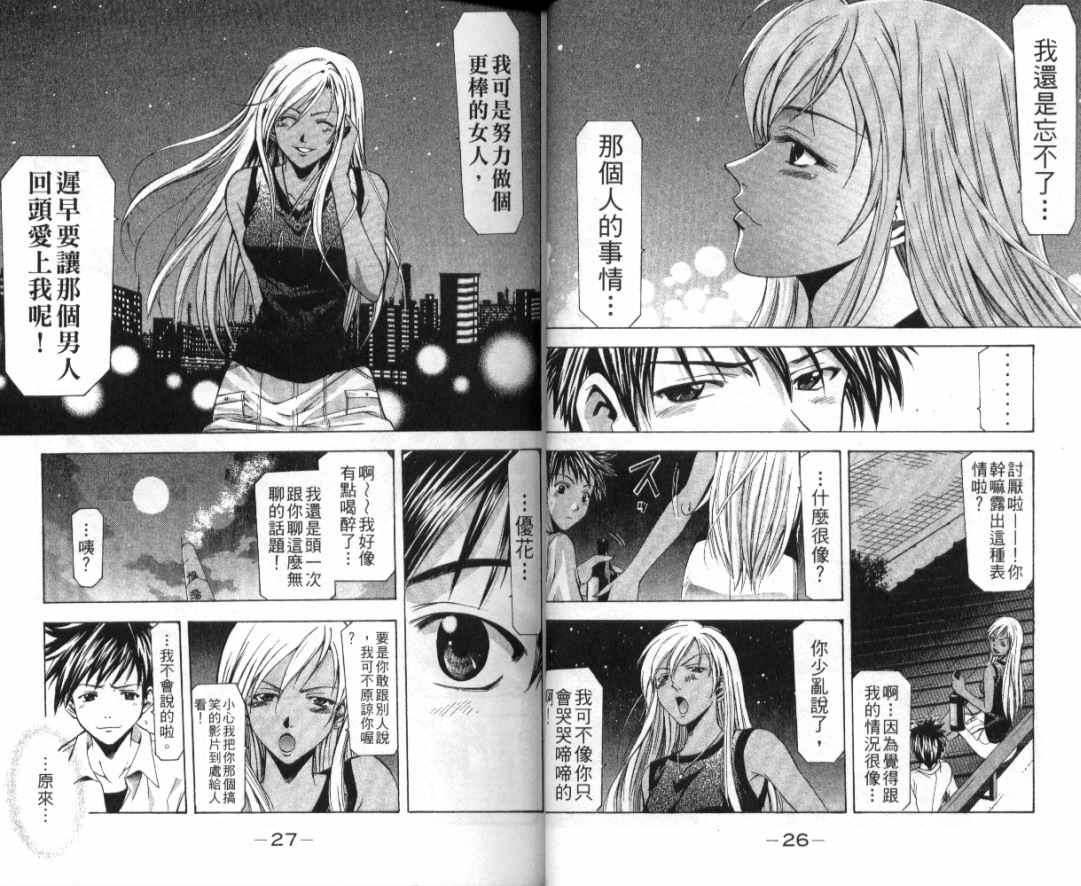 我還是忘不了…
那個人的事情…
………
討厭啦——！你
幹嘛露出這種表
情啦？
啊…因為覺得跟
我的情況很像…
…什麼很像？
ス
你少亂說了，
我可不像你只
會哭哭啼啼的
啊！
－26－
我可是努力做個
更棒的女人，
遲早要讓那個男人
回頭愛上我呢！
…優花…
啊～～我好像
有點喝醉了…
我還是頭一次
跟你聊這麼無
聊的話題！
…咦？
要是你敢跟別人說
，我可不原諒你喔
？
小心我把你那個搞
笑的影片到處給人
看！
…我不會說的啦。
…原來…
－27－